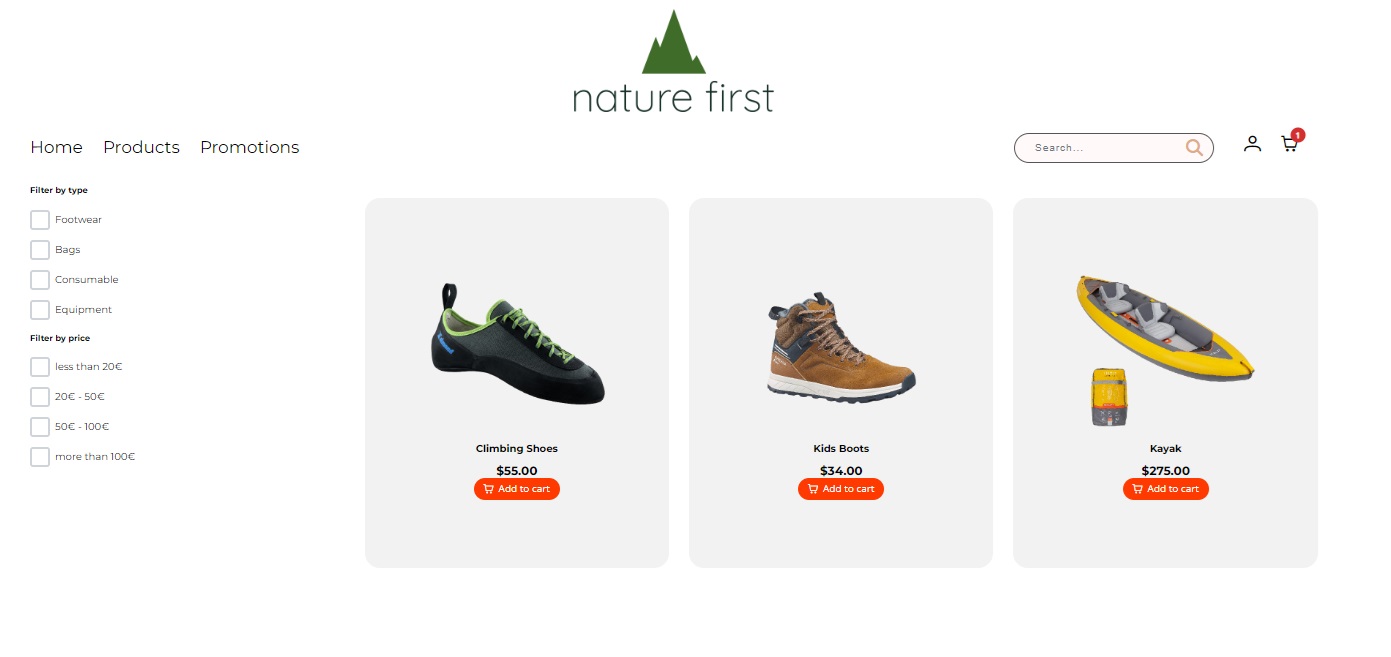 nature first
Home Products Promotions
Search...
1
Filter by type
Footwear
Bags
Consumable
Equipment
Filter by price
less than 20€
20€ - 50€
50€ - 100€
more than 100€
Climbing Shoes
$55.00
Add to cart
Kids Boots
$34.00
Add to cart
Kayak
$275.00
Add to cart